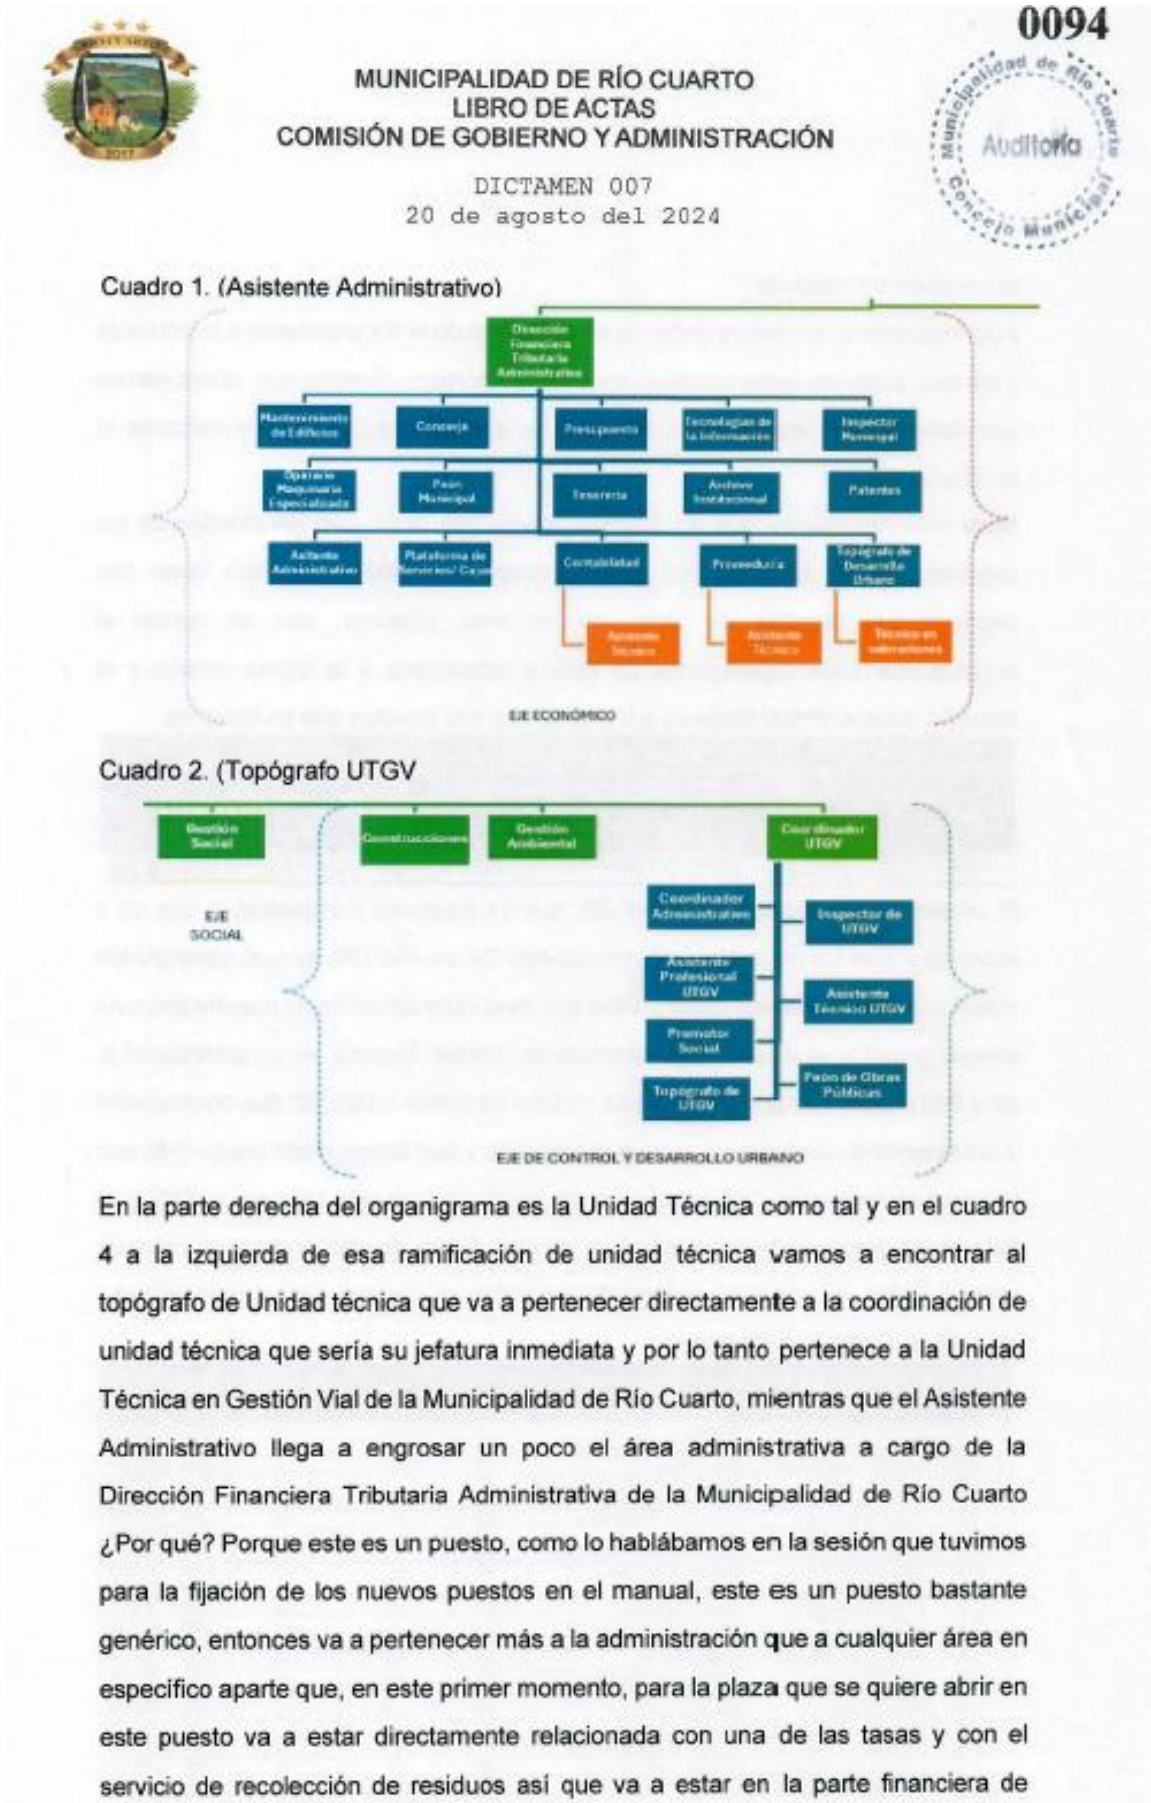 0094
MUNICIPALIDAD DE RÍO CUARTO
LIBRO DE ACTAS
COMISIÓN DE GOBIERNO Y ADMINISTRACIÓN
DICTAMEN 007
20 de agosto del 2024
2017
Municipalidad de Río Cuarto
Auditoría
Concejo Municipal
Cuadro 1. (Asistente Administrativo)
Dirección
Financiera
Tributaria
Administrativa
Mantenimiento
de Edificios
Conserje
Presupuesto
Tecnologías de
la Información
Inspector
Municipal
Operario
Maquinaria
Especializada
Peón
Municipal
Tesorería
Archivo
Institucional
Patentes
Asitente
Administrativo
Plataforma de
Servicios/ Cajas
Contabilidad
Proveeduría
Topógrafo de
Desarrollo
Urbano
Asistente
Técnico
Asistente
Técnico
Técnico en
valoraciones
EJE ECONÓMICO
Cuadro 2. (Topógrafo UTGV
Gestión
Social
Construcciones
Gestión
Ambiental
Coordinador
UTGV
EJE
SOCIAL
Coordinador
Administrativo
Inspector de
UTGV
Asistente
Profesional
UTGV
Asistente
Técnico UTGV
Promotor
Social
Topógrafo de
UTGV
Peón de Obras
Públicas
EJE DE CONTROL Y DESARROLLO URBANO
En la parte derecha del organigrama es la Unidad Técnica como tal y en el cuadro
4 a la izquierda de esa ramificación de unidad técnica vamos a encontrar al
topógrafo de Unidad técnica que va a pertenecer directamente a la coordinación de
unidad técnica que sería su jefatura inmediata y por lo tanto pertenece a la Unidad
Técnica en Gestión Vial de la Municipalidad de Río Cuarto, mientras que el Asistente
Administrativo llega a engrosar un poco el área administrativa a cargo de la
Dirección Financiera Tributaria Administrativa de la Municipalidad de Río Cuarto
¿Por qué? Porque este es un puesto, como lo hablábamos en la sesión que tuvimos
para la fijación de los nuevos puestos en el manual, este es un puesto bastante
genérico, entonces va a pertenecer más a la administración que a cualquier área en
específico aparte que, en este primer momento, para la plaza que se quiere abrir en
este puesto va a estar directamente relacionada con una de las tasas y con el
servicio de recolección de residuos así que va a estar en la parte financiera de